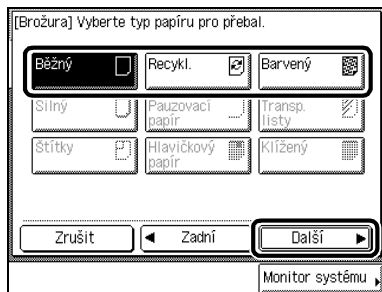 [Brožura] Vyberte typ papíru pro přebal.
Běžný Recykl. Barvený
Silný Pauzovací papír Transp. listy
Štítky Hlavičkový papír Klížený
Zrušit ◄ Zadní Další ►
Monitor systému